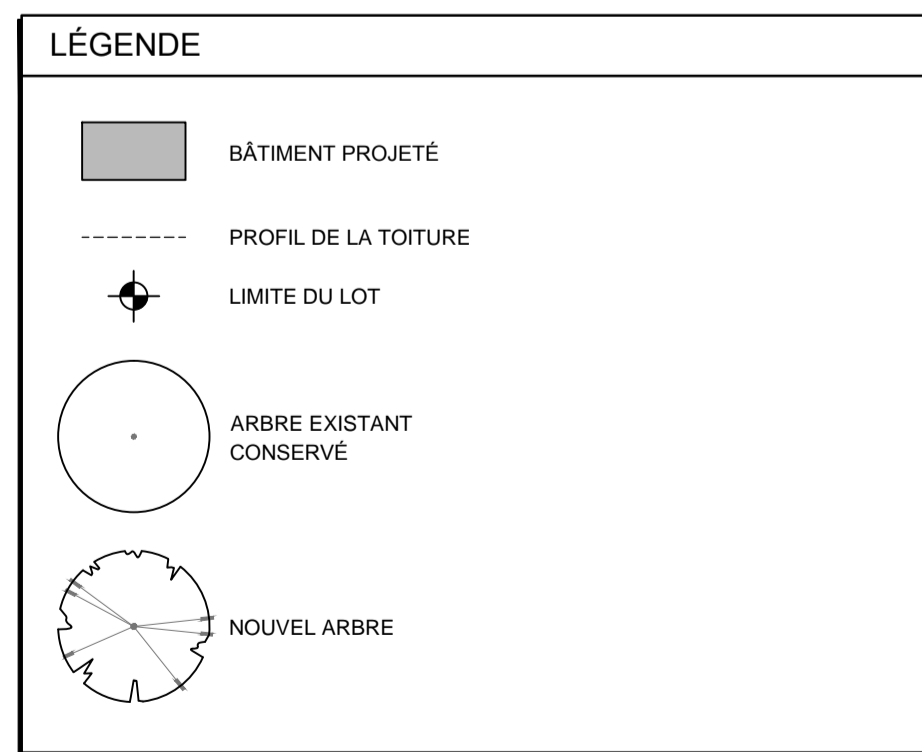 LÉGENDE
BÂTIMENT PROJETÉ
PROFIL DE LA TOITURE
LIMITE DU LOT
ARBRE EXISTANT
CONSERVÉ
NOUVEL ARBRE